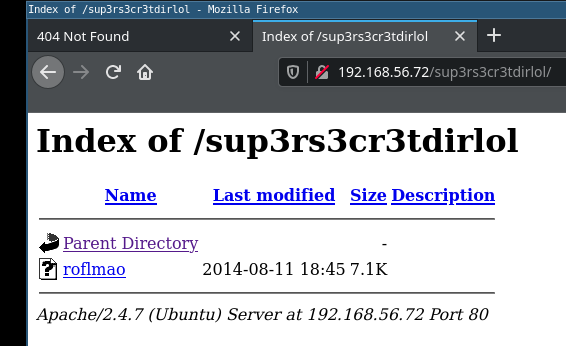 Index of /sup3rs3cr3tdirlol - Mozilla Firefox
404 Not Found
Index of /sup3rs3cr3tdirlol
192.168.56.72/sup3rs3cr3tdirlol/
Index of /sup3rs3cr3tdirlol
Name Last modified Size Description
Parent Directory -
roflmao 2014-08-11 18:45 7.1K
Apache/2.4.7 (Ubuntu) Server at 192.168.56.72 Port 80